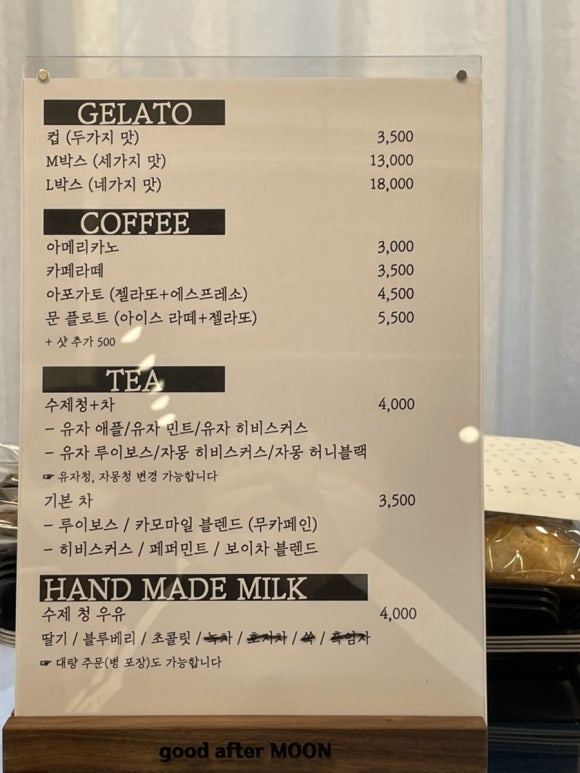 GELATO
컵 (두가지 맛) 3,500
M박스 (세가지 맛) 13,000
L박스 (네가지 맛) 18,000
COFFEE
아메리카노 3,000
카페라떼 3,500
아포가토 (젤라또+에스프레소) 4,500
문 플로트 (아이스 라떼+젤라또) 5,500
+ 샷 추가 500
TEA
수제청+차 4,000
- 유자 애플/유자 민트/유자 히비스커스
- 유자 루이보스/자몽 히비스커스/자몽 허니블랙
☞ 유자청, 자몽청 변경 가능합니다
기본 차 3,500
- 루이보스 / 카모마일 블렌드 (무카페인)
- 히비스커스 / 페퍼민트 / 보이차 블렌드
HAND MADE MILK
수제 청 우유 4,000
딸기 / 블루베리 / 초콜릿 / 녹차 / 호지차 / 쑥 / 흑임자
☞ 대량 주문(병 포장)도 가능합니다
good after MOON